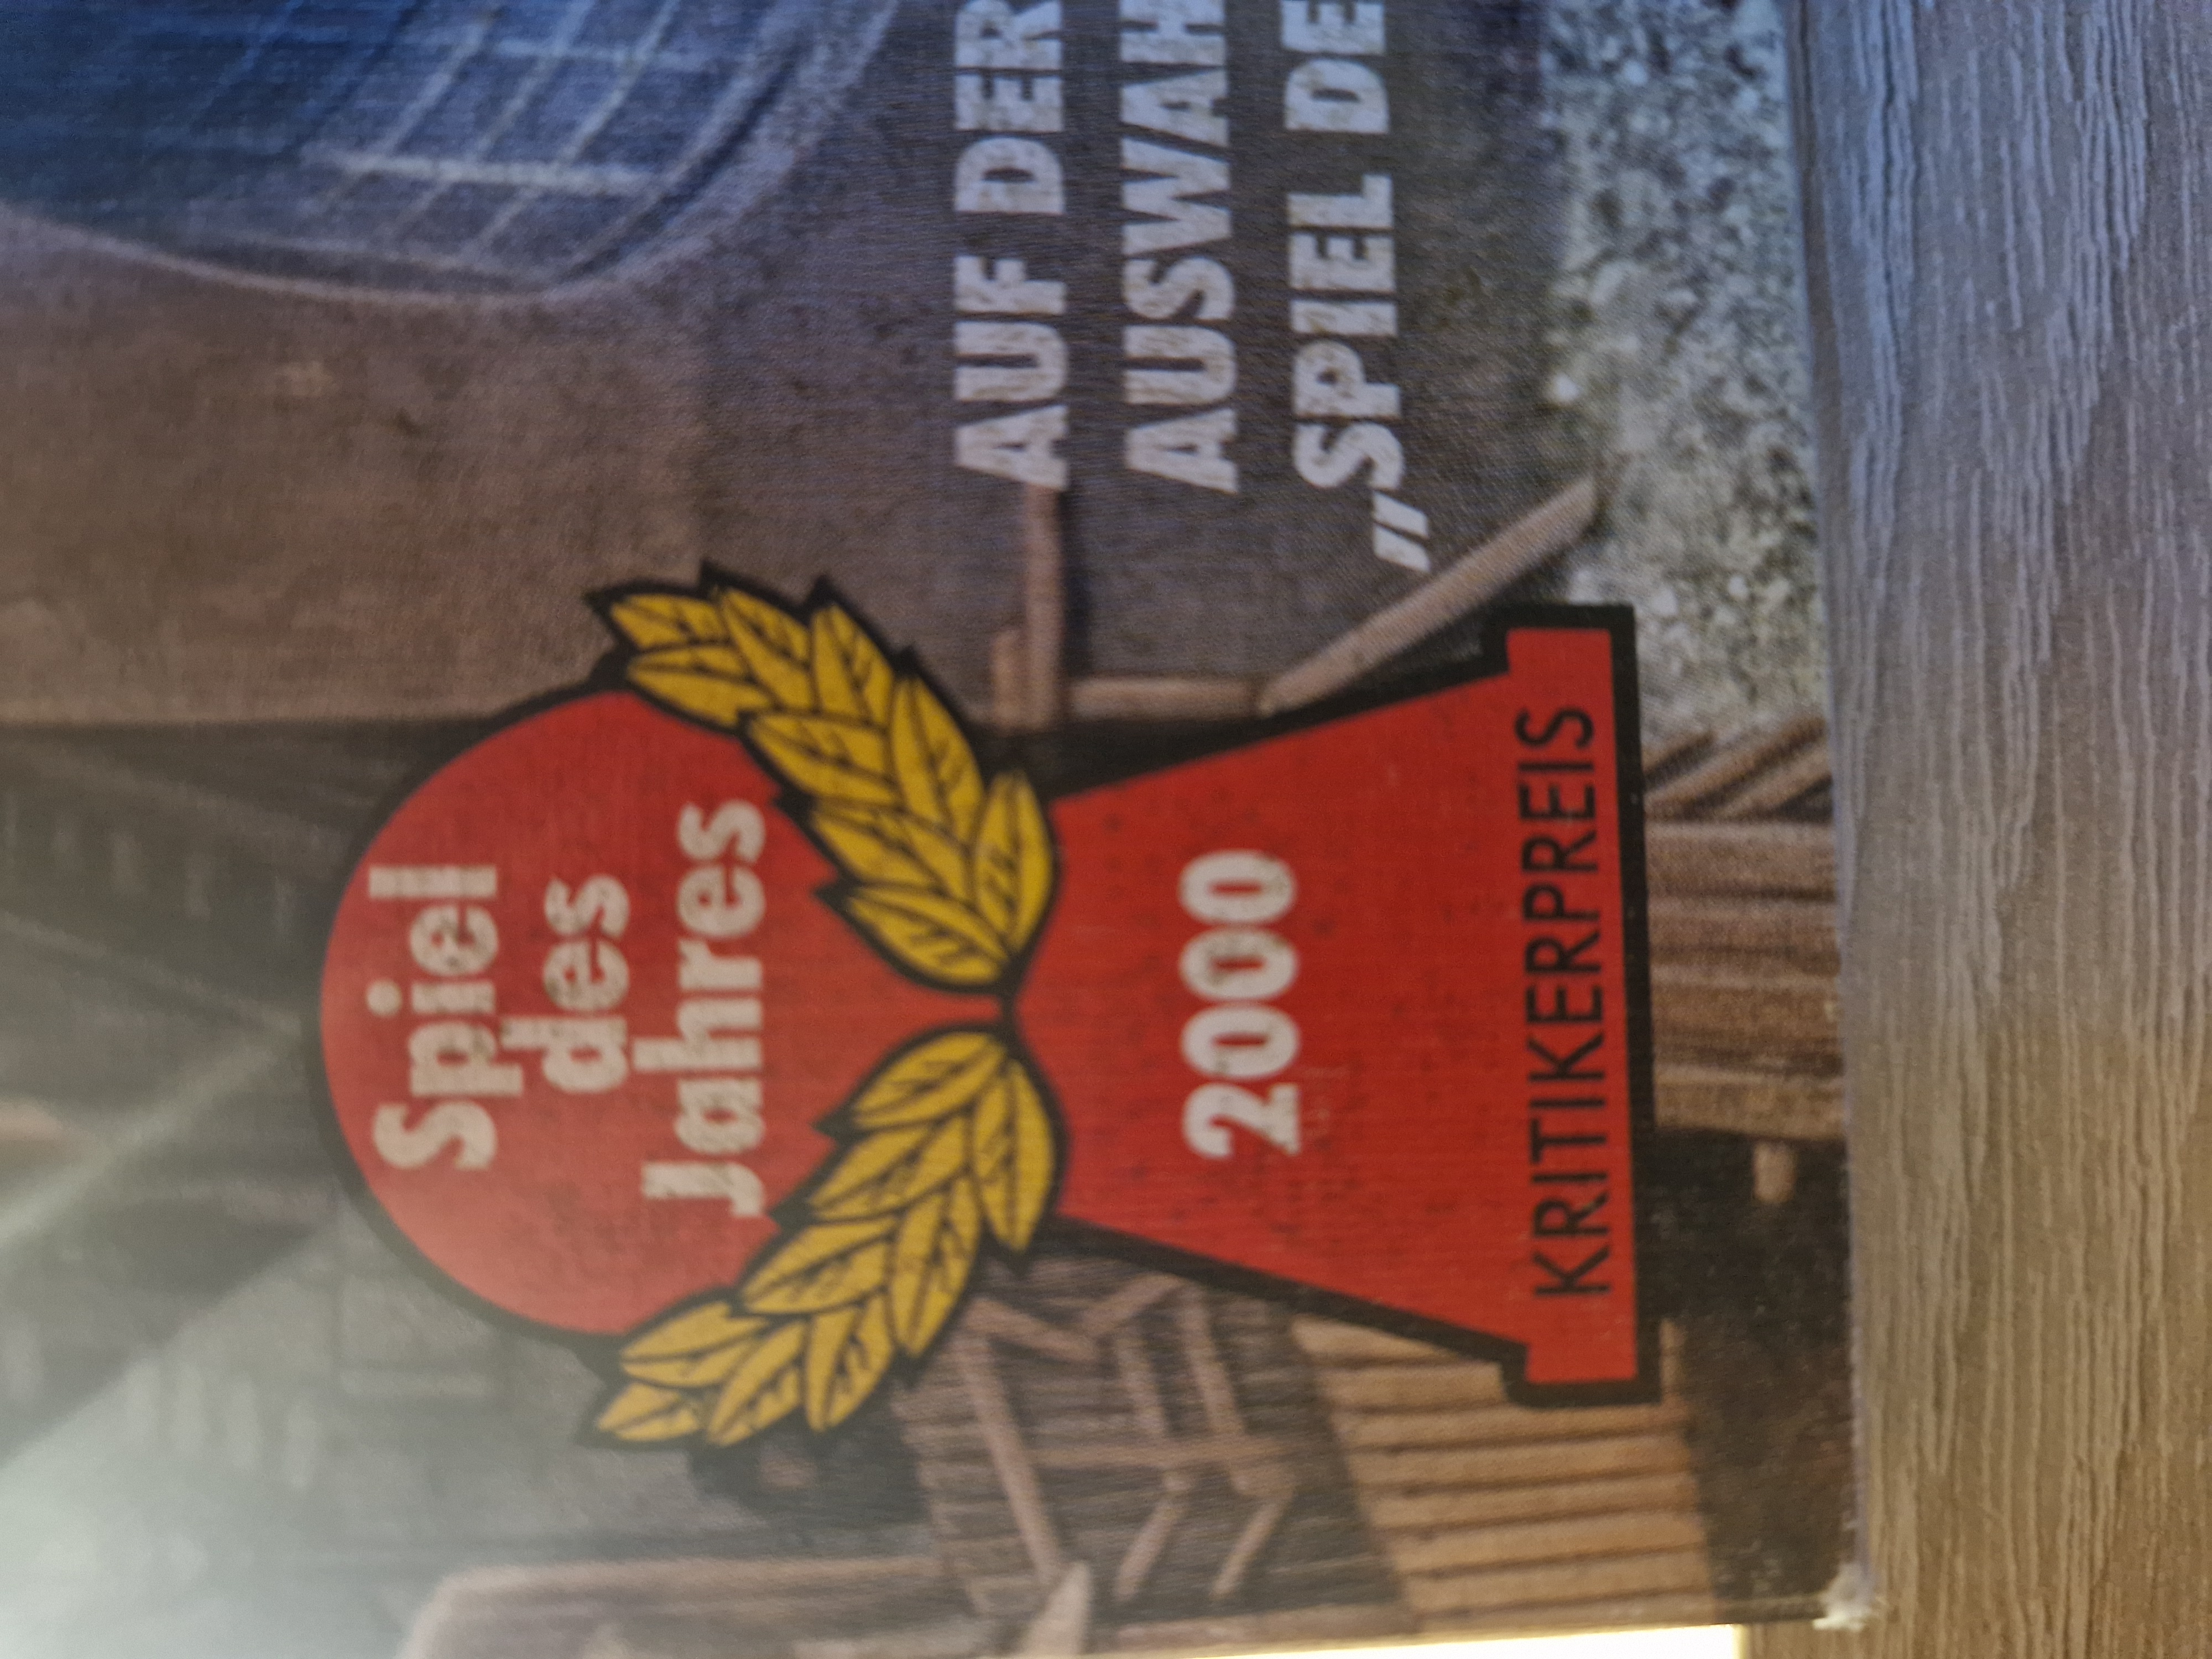 Spiel
des
Jahres
2000
KRITIKERPREIS
AUF DER
AUSWAH
„SPIEL DE